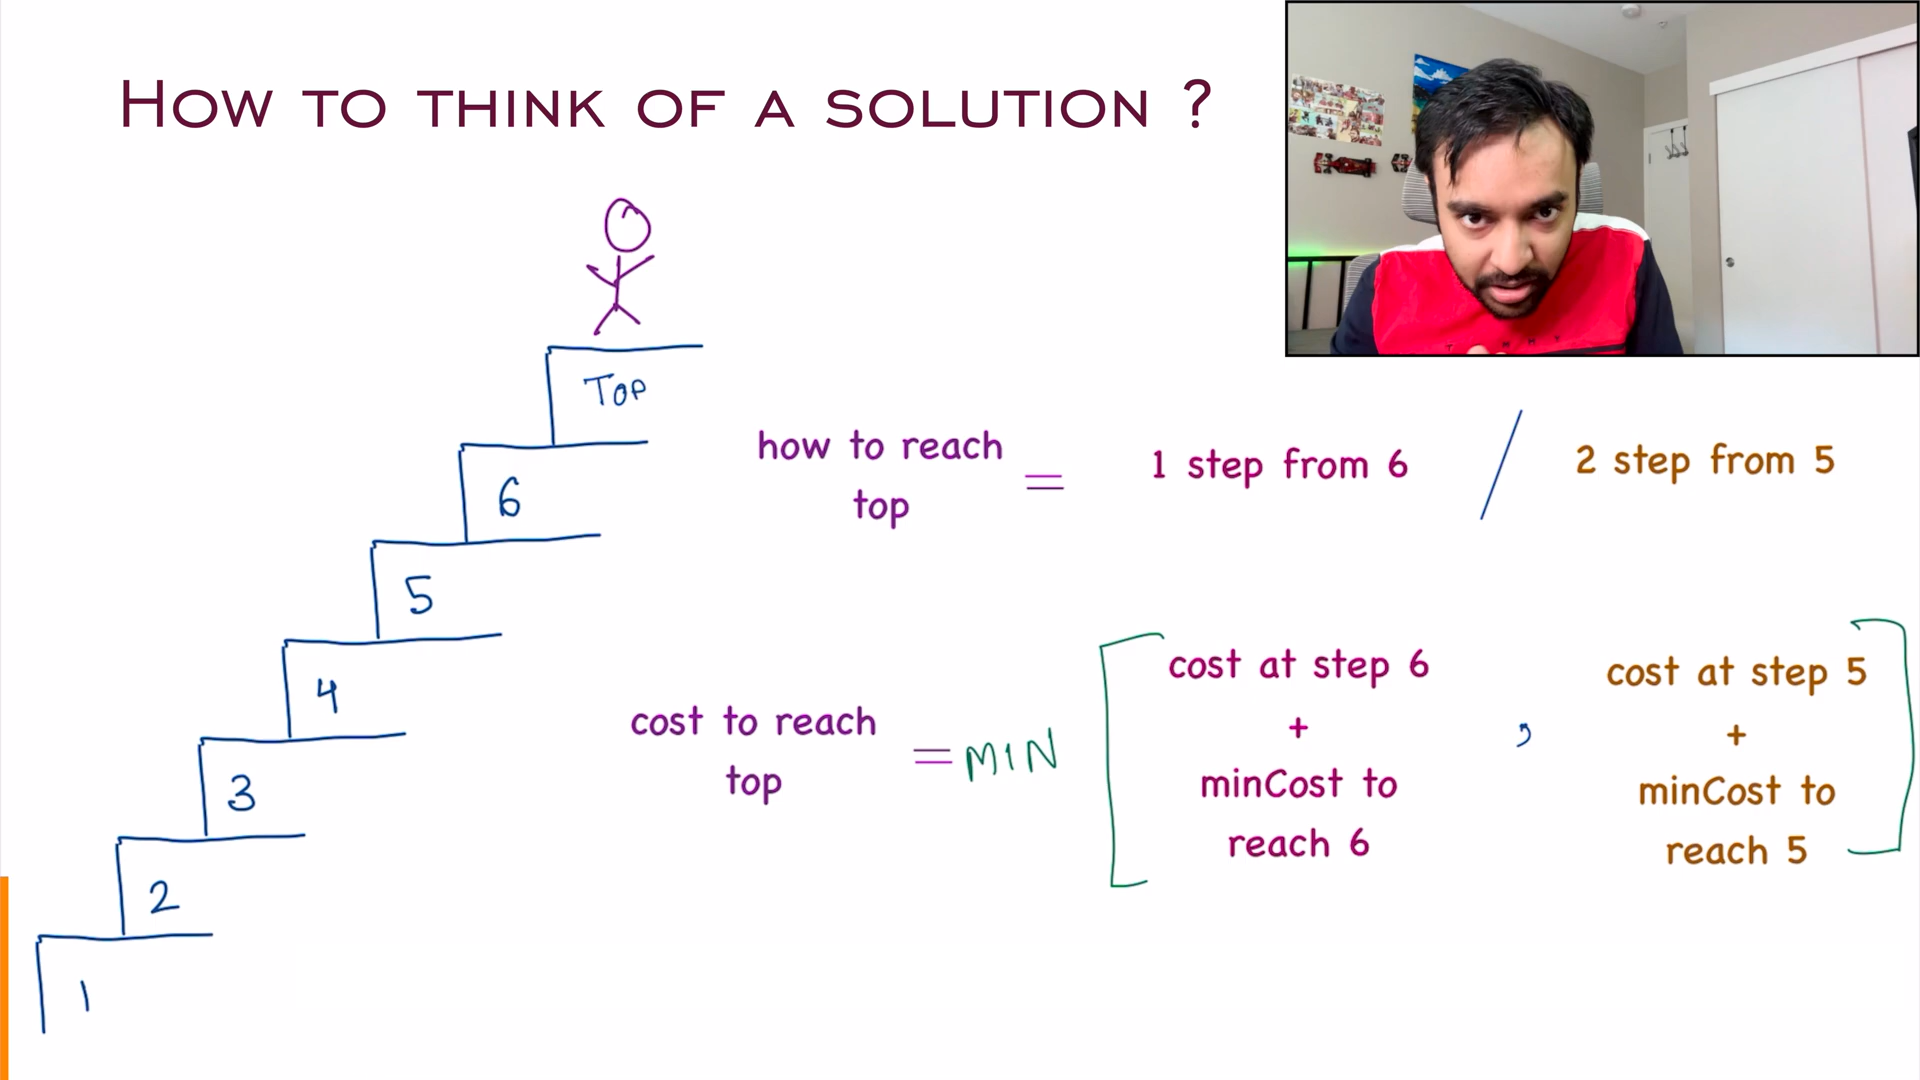 HOW TO THINK OF A SOLUTION ?
TOP
6
5
4
3
2
1
how to reach
top
=
1 step from 6
/
2 step from 5
cost to reach
top
= MIN
cost at step 6
+
minCost to
reach 6
,
cost at step 5
+
minCost to
reach 5